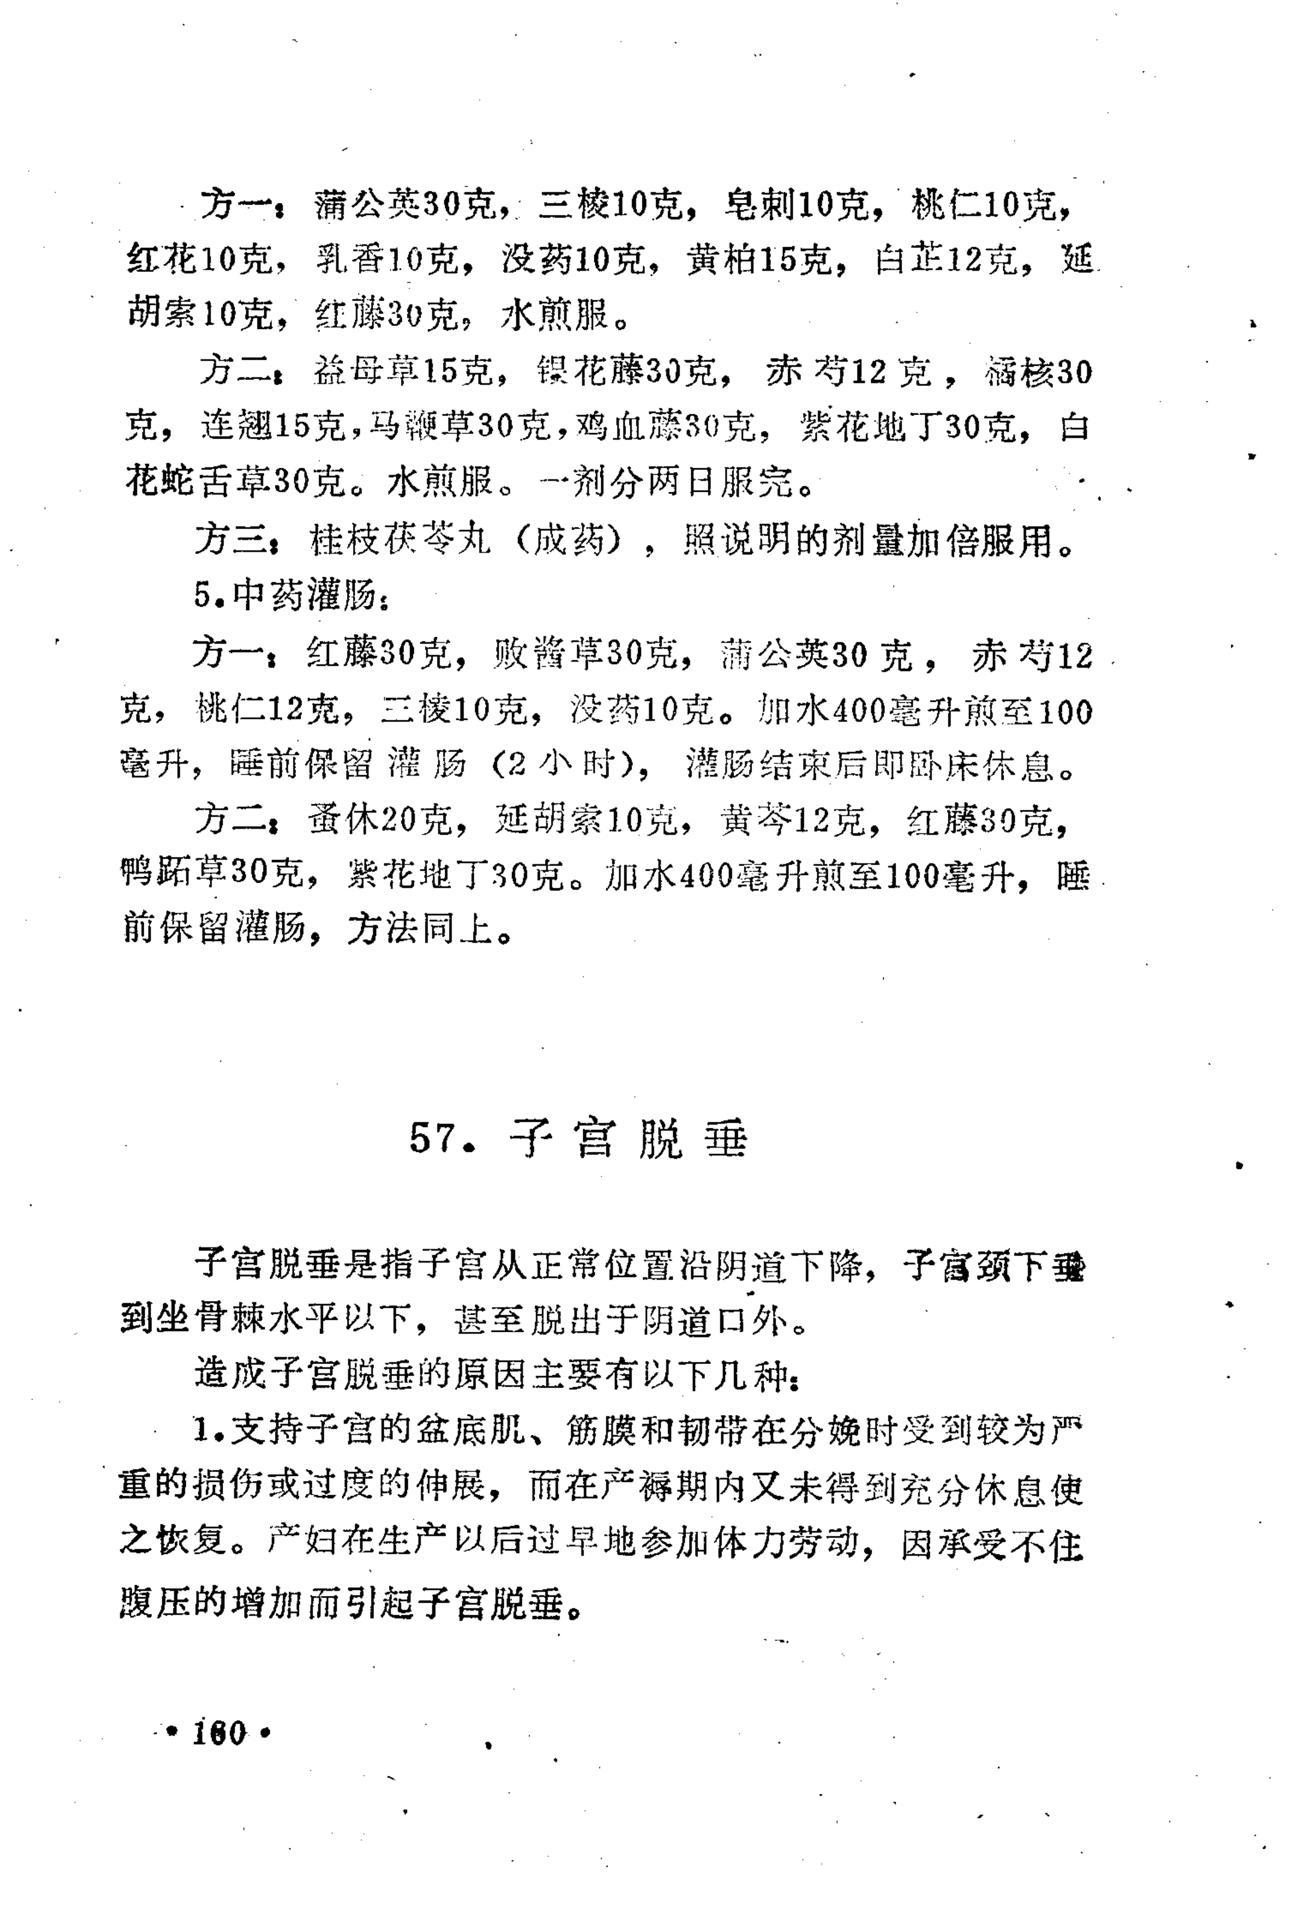 方一：蒲公英30克，三棱10克，皂刺10克，桃仁10克，
红花10克，乳香10克，没药10克，黄柏15克，白芷12克，延
胡索10克，红藤30克，水煎服。
方二：益母草15克，银花藤30克，赤芍12克，橘核30
克，连翘15克，马鞭草30克，鸡血藤30克，紫花地丁30克，白
花蛇舌草30克。水煎服。一剂分两日服完。
方三：桂枝茯苓丸（成药），照说明的剂量加倍服用。
5.中药灌肠：
方一：红藤30克，败酱草30克，蒲公英30克，赤芍12
克，桃仁12克，三棱10克，没药10克。加水400毫升煎至100
毫升，睡前保留灌肠（2小时），灌肠结束后即卧床休息。
方二：蚤休20克，延胡索10克，黄芩12克，红藤30克，
鸭跖草30克，紫花地丁30克。加水400毫升煎至100毫升，睡
前保留灌肠，方法同上。
57.子宫脱垂
子宫脱垂是指子宫从正常位置沿阴道下降，子宫颈下垂
到坐骨棘水平以下，甚至脱出于阴道口外。
造成子宫脱垂的原因主要有以下几种：
1.支持子宫的盆底肌、筋膜和韧带在分娩时受到较为严
重的损伤或过度的伸展，而在产褥期内又未得到充分休息使
之恢复。产妇在生产以后过早地参加体力劳动，因承受不住
腹压的增加而引起子宫脱垂。
·160·